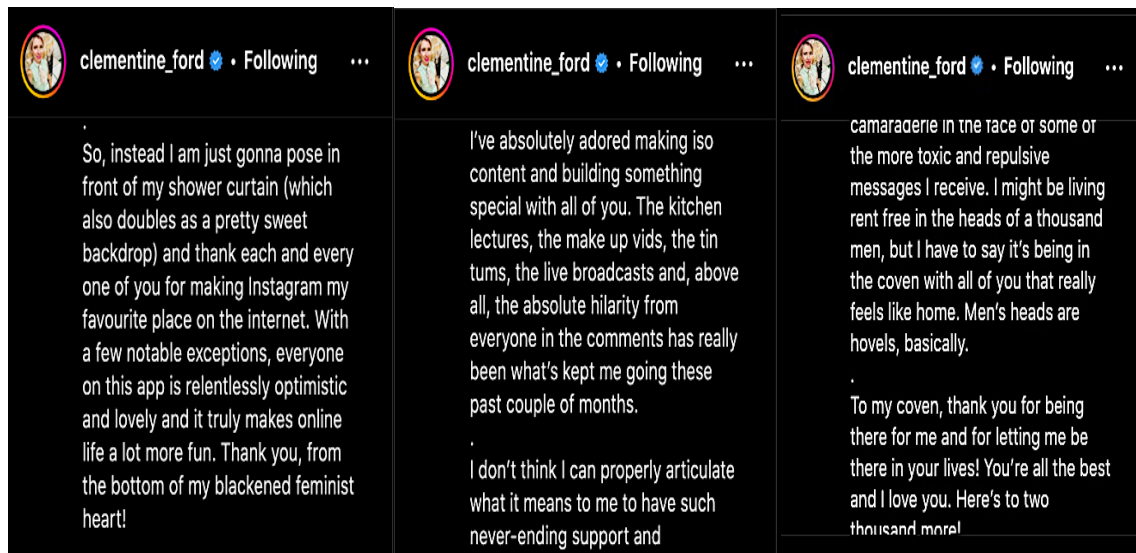 clementine_ford • Following •••
.
So, instead I am just gonna pose in
front of my shower curtain (which
also doubles as a pretty sweet
backdrop) and thank each and every
one of you for making Instagram my
favourite place on the internet. With
a few notable exceptions, everyone
on this app is relentlessly optimistic
and lovely and it truly makes online
life a lot more fun. Thank you, from
the bottom of my blackened feminist
heart!
clementine_ford • Following •••
I've absolutely adored making iso
content and building something
special with all of you. The kitchen
lectures, the make up vids, the tin
tums, the live broadcasts and, above
all, the absolute hilarity from
everyone in the comments has really
been what's kept me going these
past couple of months.
.
I don't think I can properly articulate
what it means to me to have such
never-ending support and
clementine_ford • Following •••
camaraderie in the face of some of
the more toxic and repulsive
messages I receive. I might be living
rent free in the heads of a thousand
men, but I have to say it's being in
the coven with all of you that really
feels like home. Men's heads are
hovels, basically.
.
To my coven, thank you for being
there for me and for letting me be
there in your lives! You're all the best
and I love you. Here's to two
thousand more!